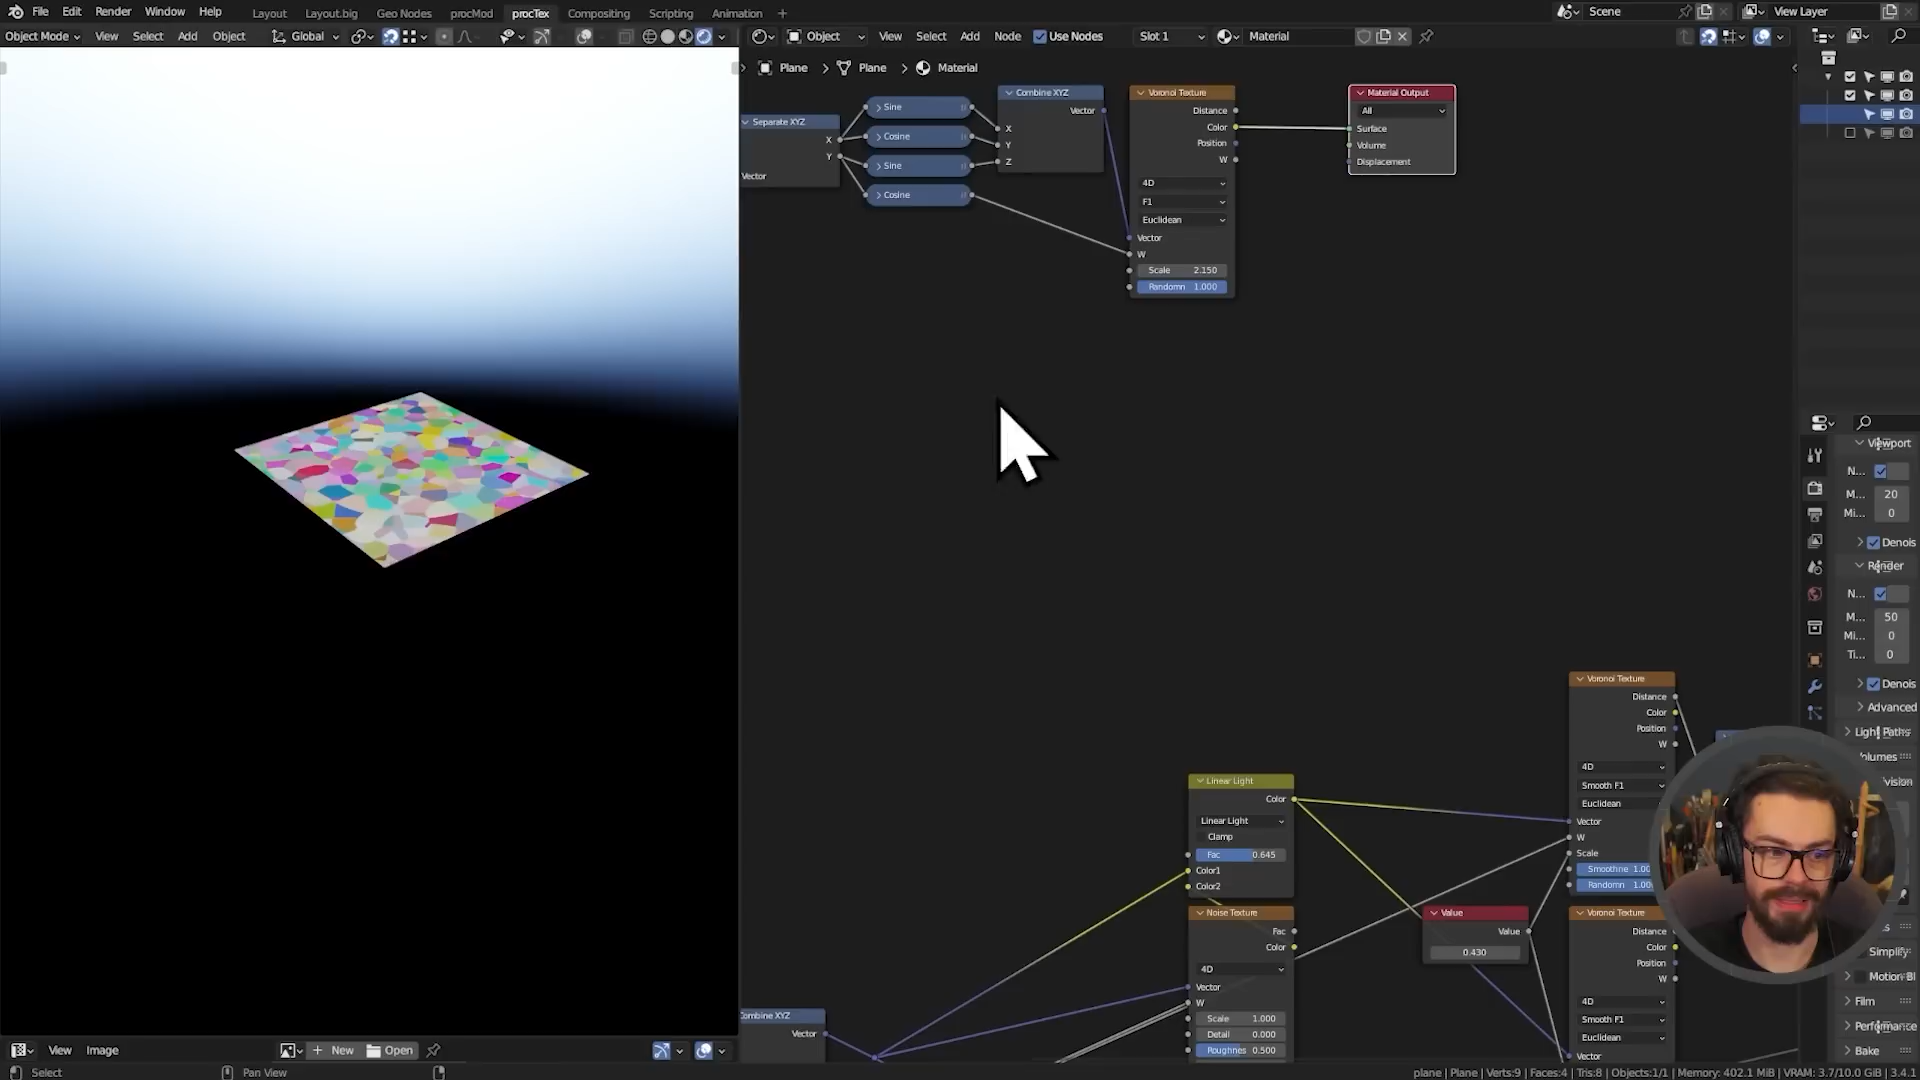 File Edit Render Window Help Layout Layout.big Geo Nodes procMod procTex Compositing Scripting Animation + Scene View Layer
Object Mode View Select Add Object Global Object View Select Add Node Use Nodes Slot 1 Material
Plane > Plane > Material
Separate XYZ
X
Y
Vector
Sine
Cosine
Sine
Cosine
Combine XYZ
Vector
X
Y
Z
Voronoi Texture
Distance
Color
Position
W
4D
F1
Euclidean
Vector
W
Scale 2.150
Randomn 1.000
Material Output
All
Surface
Volume
Displacement
Linear Light
Color
Linear Light
Clamp
Fac 0.645
Color1
Color2
Noise Texture
Fac
Color
4D
Vector
W
Scale 1.000
Detail 0.000
Roughnes 0.500
Combine XYZ
Vector
Value
Value
0.430
Voronoi Texture
Distance
Color
Position
W
4D
Smooth F1
Euclidean
Vector
W
Scale
Smoothne 1.00
Randomn 1.00
Voronoi Texture
Distance
Color
Position
W
4D
Smooth F1
Euclidean
Vector
Viewport
N...
M... 20
Mi... 0
Denois
Render
N...
M... 50
Mi... 0
Ti... 0
Denois
Advanced
Light Paths
Volumes
Simplify
Motion Bl
Film
Performance
Bake
View Image + New Open
Select Pan View plane | Plane | Verts:9 | Faces:4 | Tris:8 | Objects:1/1 | Memory: 402.1 MiB | VRAM: 3.7/10.0 GiB | 3.4.1